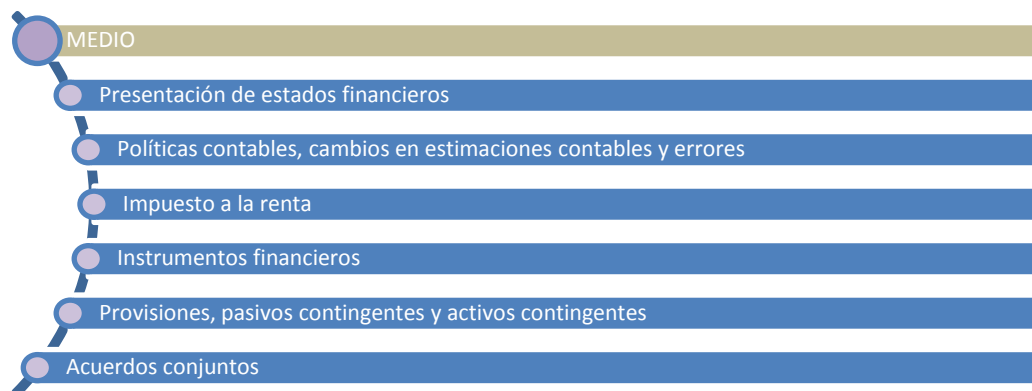 MEDIO
Presentación de estados financieros
Políticas contables, cambios en estimaciones contables y errores
Impuesto a la renta
Instrumentos financieros
Provisiones, pasivos contingentes y activos contingentes
Acuerdos conjuntos